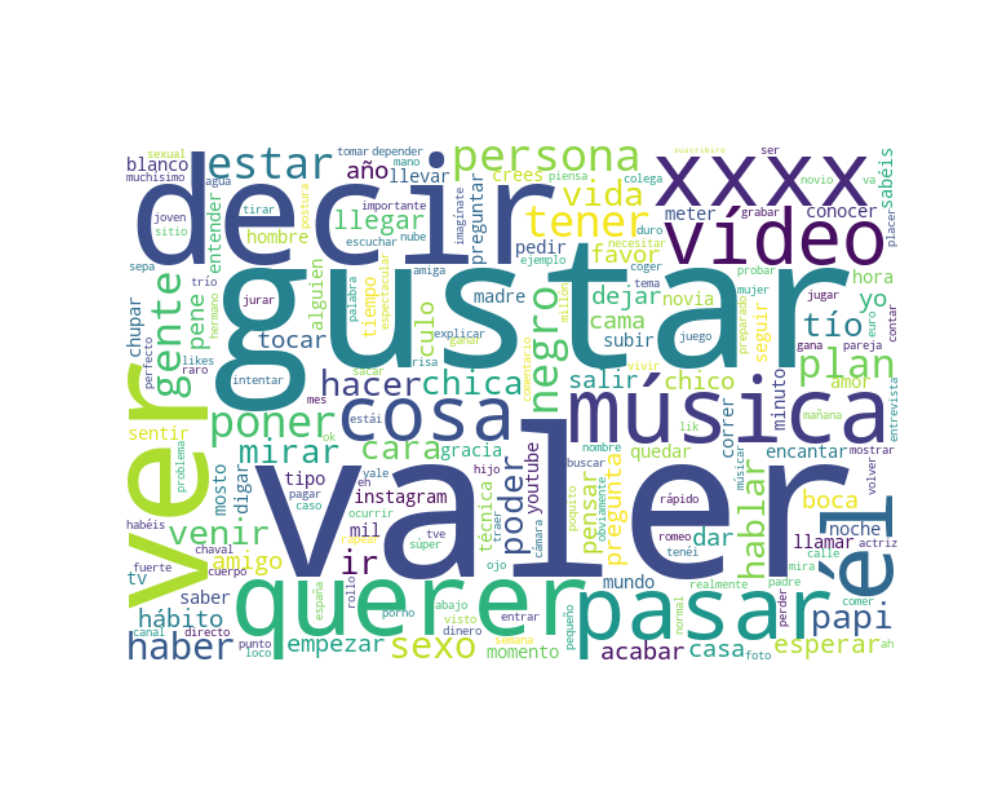 sexual
tomar
depender
suscribiro
ser
blanco
estar
mano
persona
xxxx
novio
va
muchísimo
decir
año
llevar
crees
piensa
colega
sabéis
agua
vida
joven
tirar
postura
llegar
importante
imagínate
preguntar
tener
meter
grabar
conocer
placer
sitio
entender
hombre
escuchar
nube
pedir
favor
necesitar
duro
vídeo
sepa
trío
gustar
alguien
palabra
tiempo
espectacular
amiga
ejemplo
coger
tema
probar
mujer
hora
gente
pene
hermano
jurar
madre
milon
dejar
novia
preparado
seguir
jugar
yo
euro
contar
chupar
perfecto
likes
raro
tocar
culo
explicar
ganar
negro
cama
subir
juego
tío
gana
pareja
plan
intentar
sacar
risa
comentario
vivir
hacer
chica
salir
chico
amor
entrevista
ver
poner
mes
estái
cosa
música
minuto
mañana
sentir
ok
lik
correr
problema
mirar
cara
gracia
nombre
quedar
músicar
encantar
mostrar
mosto
digar
tipo
vale
eh
hijo
poder
youtube
buscar
pensar
pregunta
valer
rápido
hablar
boca
volver
habéis
pagar
caso
instagram
técnica
poquito
obviamente
venir
chaval
ocurrir
mil
traer
cámara
romeo
dar
noche
fuerte
cuerpo
amigo
rapear
tve
súper
tenéi
llamar
actriz
él
tv
ir
ojo
mundo
realmente
calle
mira
saber
españa
rollo
querer
porno
abajo
entrar
pequeño
pasar
normal
padre
perder
comer
hábito
visto
papi
canal
directo
dinero
haber
punto
loco
empezar
sexo
semana
momento
acabar
casa
foto
esperar
ah